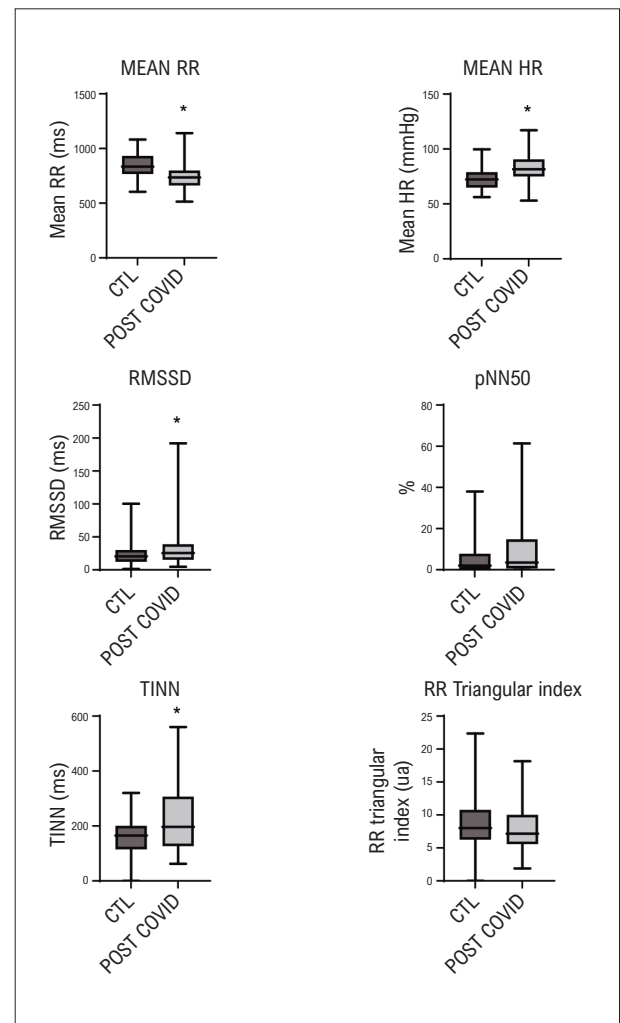 MEAN RR
Mean RR (ms)
1500
*
1000
500
0
CTL
POST COVID
MEAN HR
Mean HR (mmHg)
150
*
100
50
0
CTL
POST COVID
RMSSD
RMSSD (ms)
250
*
200
150
100
50
0
CTL
POST COVID
pNN50
%
80
60
40
20
0
CTL
POST COVID
TINN
TINN (ms)
600
*
400
200
0
CTL
POST COVID
RR Triangular index
RR triangular
index (ua)
25
20
15
10
5
0
CTL
POST COVID